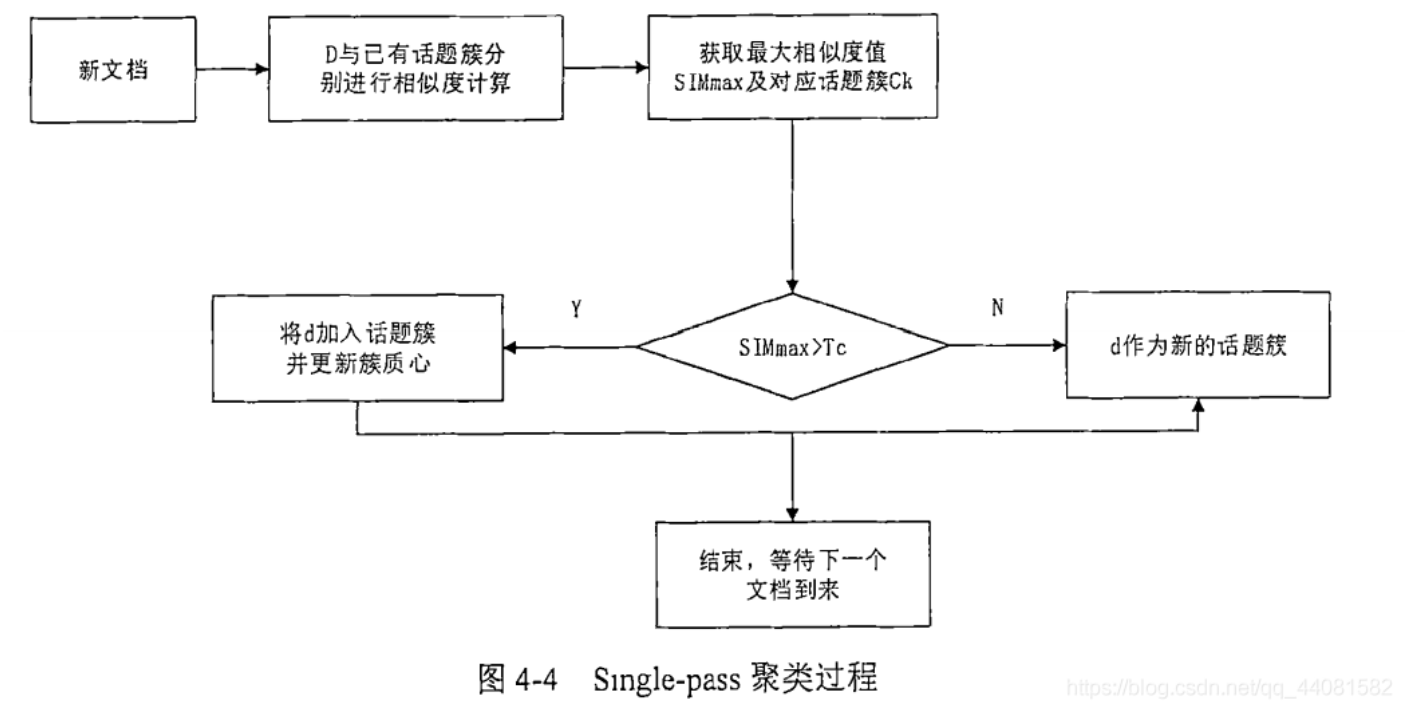 新文档
D与已有话题簇分
别进行相似度计算
获取最大相似度值
SIMmax及对应话题簇Ck
Y
N
将d加入话题簇
并更新簇质心
SIMmax>Tc
d作为新的话题簇
结束，等待下一个
文档到来
图 4-4 Single-pass 聚类过程
https://blog.csdn.net/qq_44081582